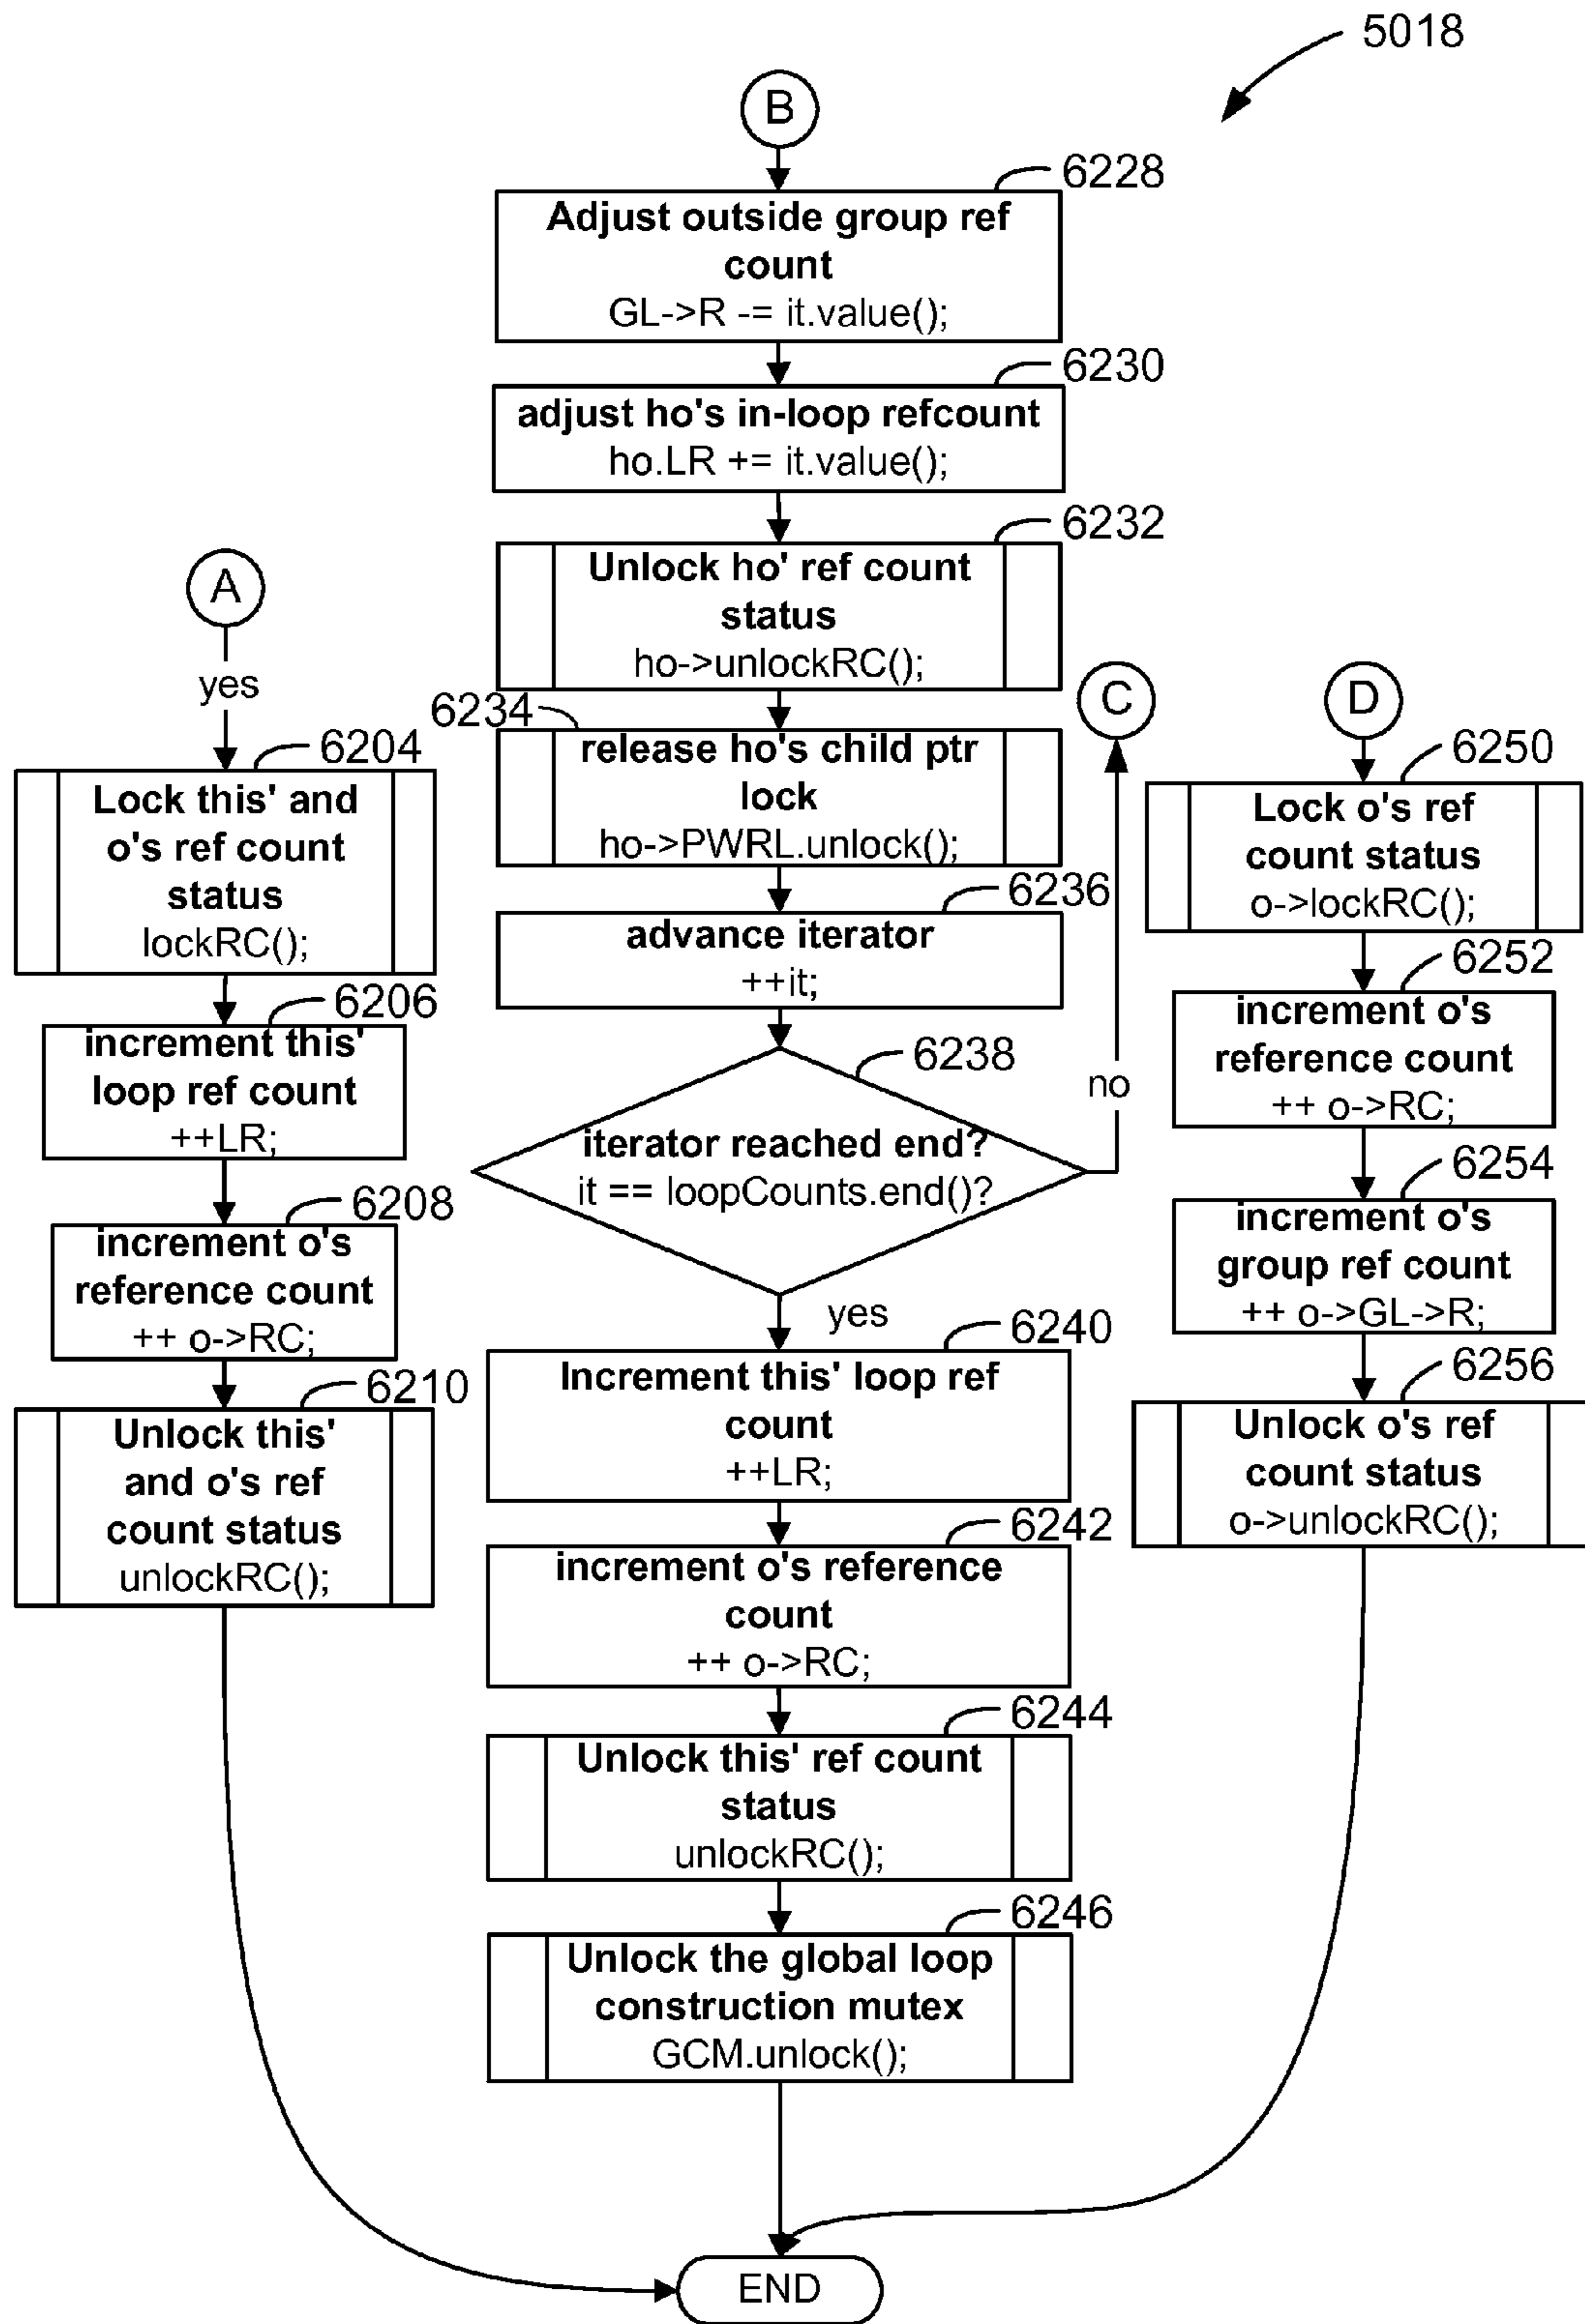 5018
B
6228
Adjust outside group ref
count
GL->R -= it.value();
6230
adjust ho's in-loop refcount
ho.LR += it.value();
6232
Unlock ho' ref count
status
ho->unlockRC();
6234
release ho's child ptr
lock
ho->PWRL.unlock();
6236
advance iterator
++it;
6238
iterator reached end?
it == loopCounts.end()?
no
C
yes
6240
Increment this' loop ref
count
++LR;
6242
increment o's reference
count
++ o->RC;
6244
Unlock this' ref count
status
unlockRC();
6246
Unlock the global loop
construction mutex
GCM.unlock();
A
yes
6204
Lock this' and
o's ref count
status
lockRC();
6206
increment this'
loop ref count
++LR;
6208
increment o's
reference count
++ o->RC;
6210
Unlock this'
and o's ref
count status
unlockRC();
D
6250
Lock o's ref
count status
o->lockRC();
6252
increment o's
reference count
++ o->RC;
6254
increment o's
group ref count
++ o->GL->R;
6256
Unlock o's ref
count status
o->unlockRC();
END